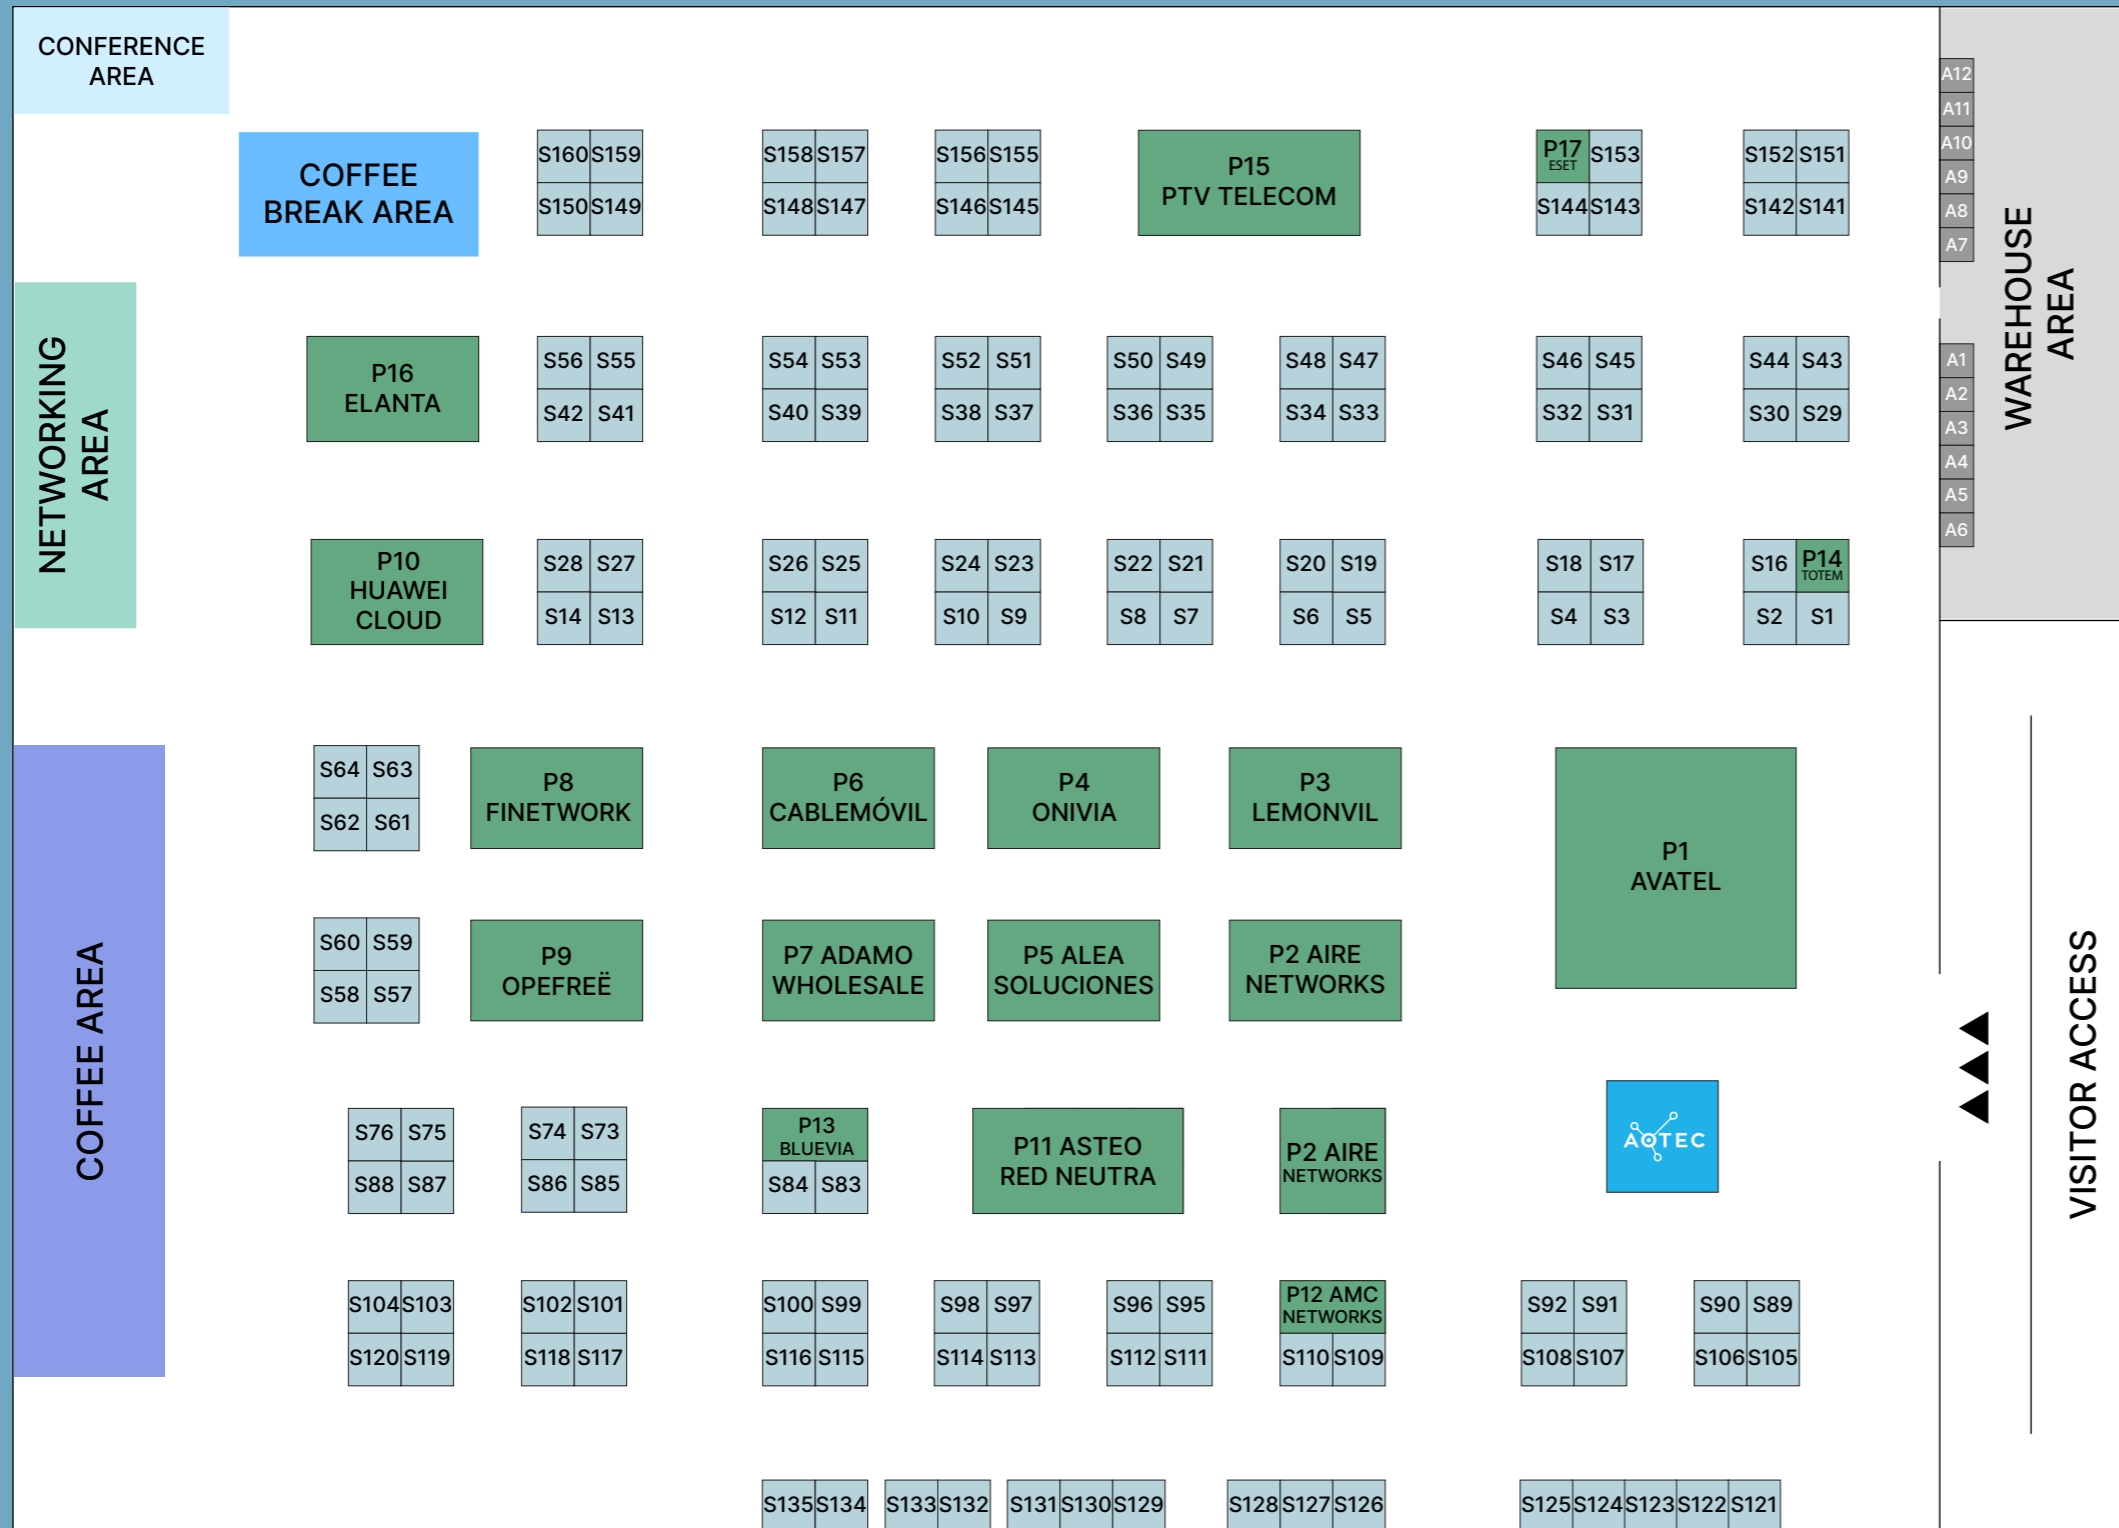 CONFERENCE
AREA
COFFEE
BREAK AREA
S160 S159
S150 S149
S158 S157
S148 S147
S156 S155
S146 S145
P15
PTV TELECOM
P17
ESET
S153
S144 S143
S152 S151
S142 S141
A12
A11
A10
A9
A8
A7
WAREHOUSE
AREA
NETWORKING
AREA
P16
ELANTA
S56 S55
S42 S41
S54 S53
S40 S39
S52 S51
S38 S37
S50 S49
S36 S35
S48 S47
S34 S33
S46 S45
S32 S31
S44 S43
S30 S29
A1
A2
A3
A4
A5
A6
P10
HUAWEI
CLOUD
S28 S27
S14 S13
S26 S25
S12 S11
S24 S23
S10 S9
S22 S21
S8 S7
S20 S19
S6 S5
S18 S17
S4 S3
S16
P14
TOTEM
S2 S1
COFFEE AREA
S64 S63
S62 S61
P8
FINETWORK
P6
CABLEMÓVIL
P4
ONIVIA
P3
LEMONVIL
P1
AVATEL
S60 S59
S58 S57
P9
OPEFREË
P7 ADAMO
WHOLESALE
P5 ALEA
SOLUCIONES
P2 AIRE
NETWORKS
VISITOR ACCESS
S76 S75
S88 S87
S74 S73
S86 S85
P13
BLUEVIA
S84 S83
P11 ASTEO
RED NEUTRA
P2 AIRE
NETWORKS
AOTEC
S104 S103
S120 S119
S102 S101
S118 S117
S100 S99
S116 S115
S98 S97
S114 S113
S96 S95
S112 S111
P12 AMC
NETWORKS
S110 S109
S92 S91
S108 S107
S90 S89
S106 S105
S135 S134
S133 S132
S131 S130 S129
S128 S127 S126
S125 S124 S123 S122 S121